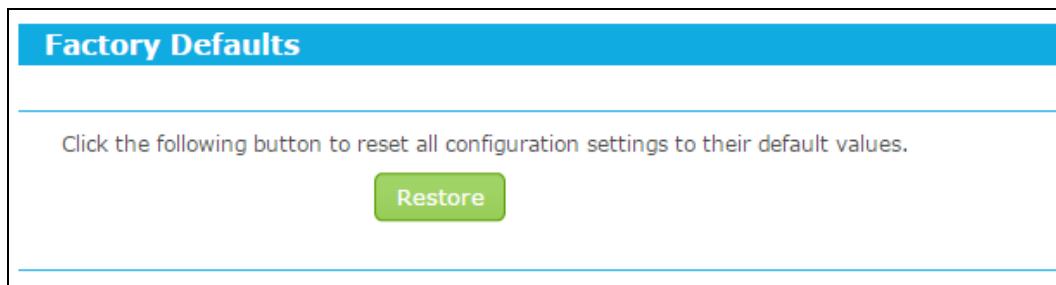 Factory Defaults
Click the following button to reset all configuration settings to their default values.
Restore